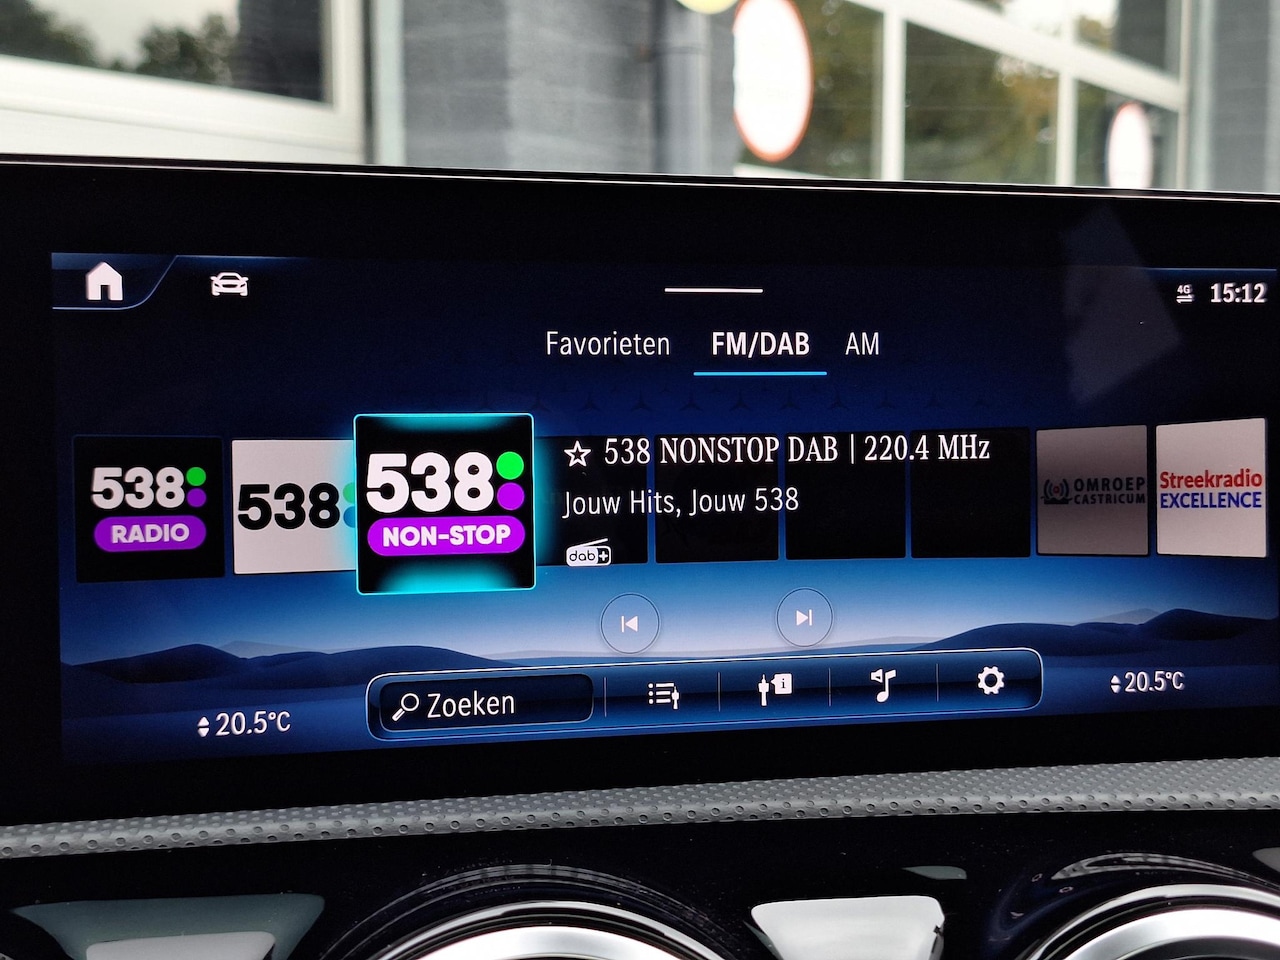 4G 15:12
Favorieten FM/DAB AM
538 RADIO
538
538 NON-STOP
538 NONSTOP DAB | 220.4 MHz
Jouw Hits, Jouw 538
dab+
OMROEP
CASTRICUM
Streekradio
EXCELLENCE
20.5°C
Zoeken
20.5°C